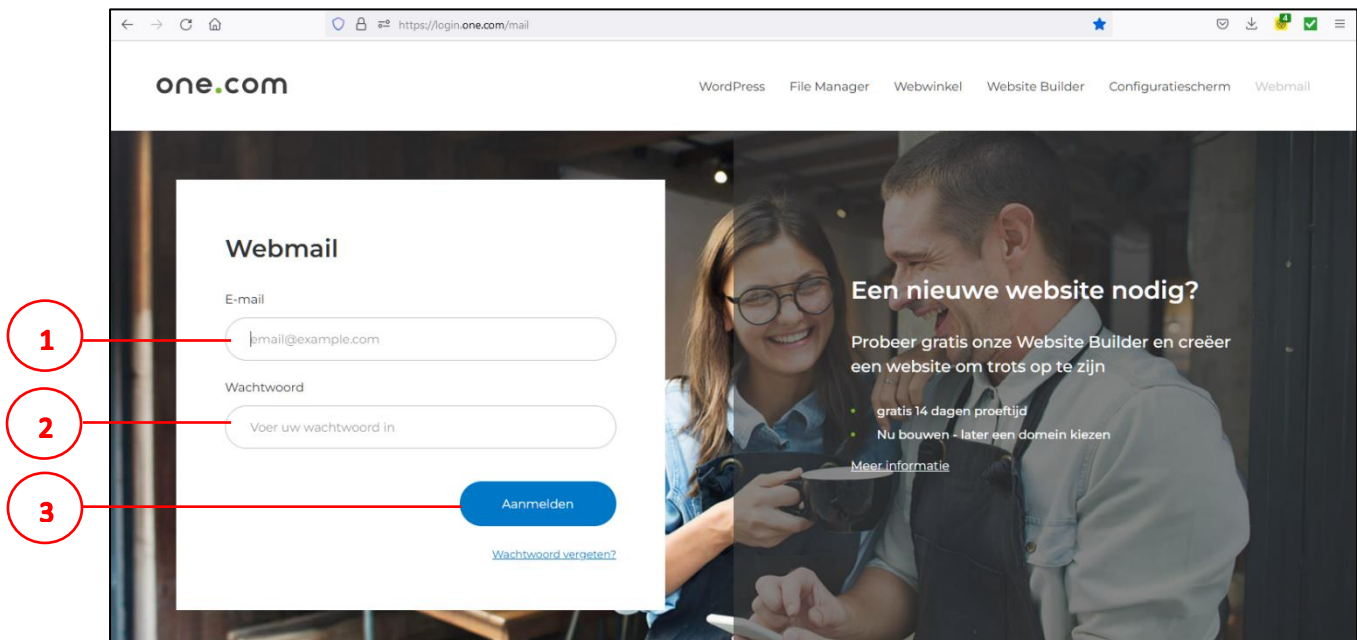 https://login.one.com/mail
4
one.com
WordPress File Manager Webwinkel Website Builder Configuratiescherm Webmail
Webmail
E-mail
1
email@example.com
Wachtwoord
2
Voer uw wachtwoord in
3
Aanmelden
Wachtwoord vergeten?
Een nieuwe website nodig?
Probeer gratis onze Website Builder en creëer
een website om trots op te zijn
gratis 14 dagen proeftijd
Nu bouwen - later een domein kiezen
Meer informatie